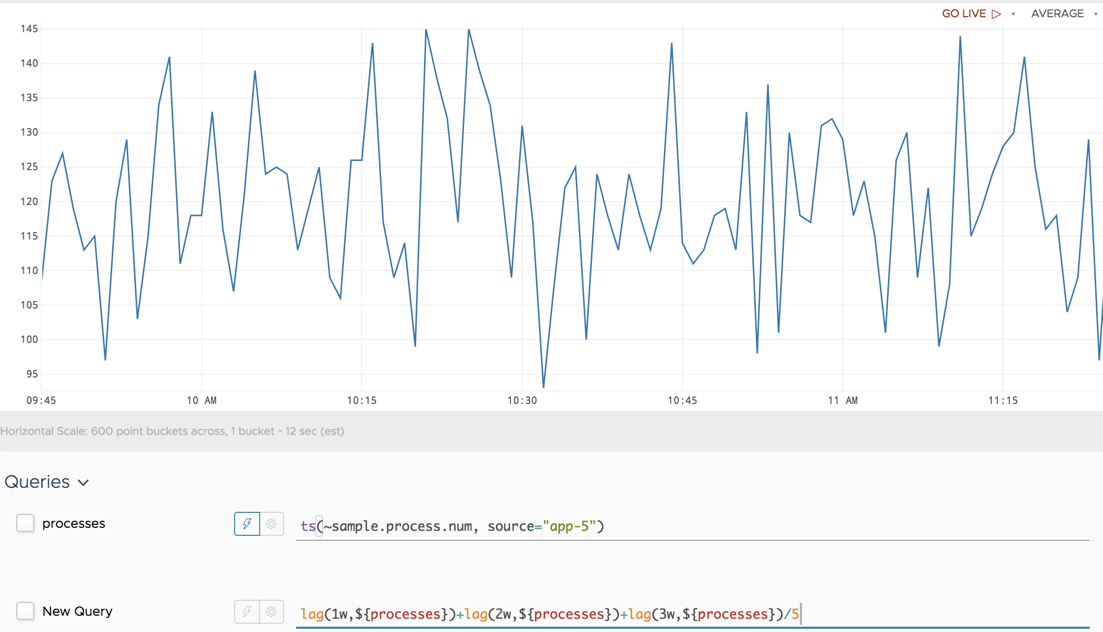 GO LIVE ▷ • AVERAGE •
145
140
135
130
125
120
115
110
105
100
95
09:45 10 AM 10:15 10:30 10:45 11 AM 11:15
Horizontal Scale: 600 point buckets across, 1 bucket ~ 12 sec (est)
Queries
processes ts(~sample.process.num, source="app-5")
New Query lag(1w,${processes})+lag(2w,${processes})+lag(3w,${processes})/5